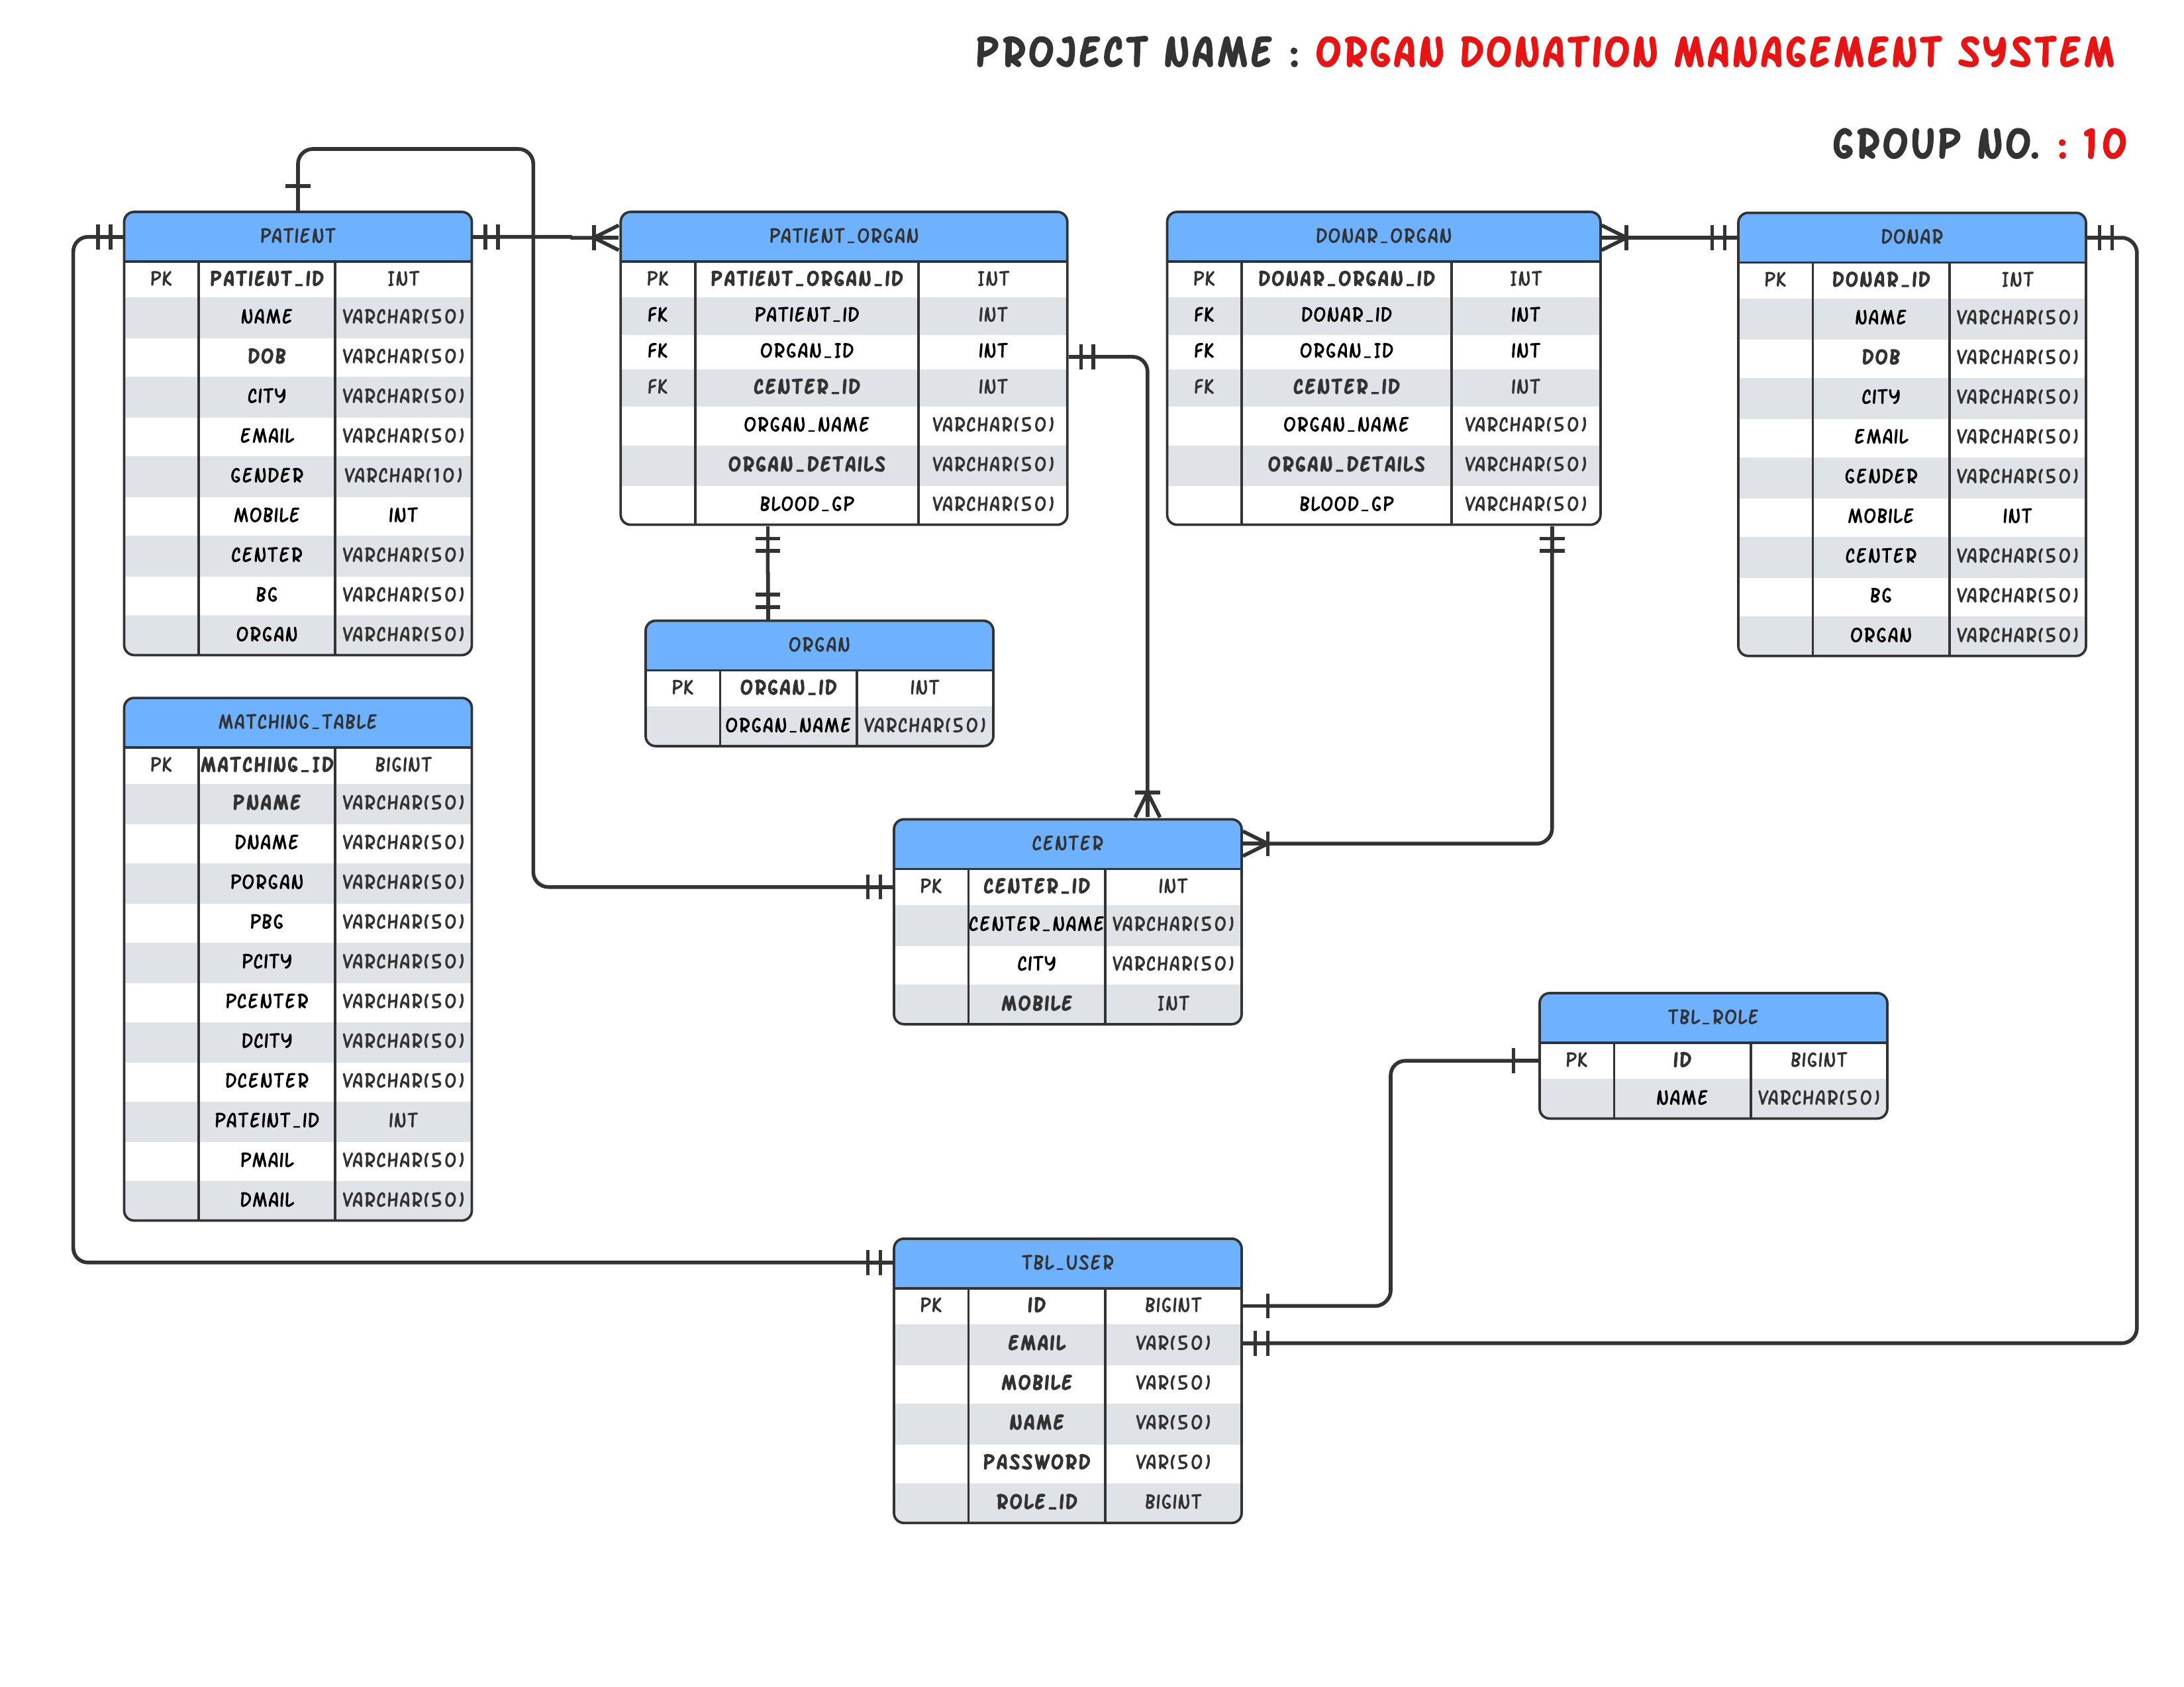 PROJECT NAME : ORGAN DONATION MANAGEMENT SYSTEM
GROUP NO. : 10
PATIENT
PK PATIENT_ID INT
NAME VARCHAR(50)
DOB VARCHAR(50)
CITY VARCHAR(50)
EMAIL VARCHAR(50)
GENDER VARCHAR(10)
MOBILE INT
CENTER VARCHAR(50)
BG VARCHAR(50)
ORGAN VARCHAR(50)
PATIENT_ORGAN
PK PATIENT_ORGAN_ID INT
FK PATIENT_ID INT
FK ORGAN_ID INT
FK CENTER_ID INT
ORGAN_NAME VARCHAR(50)
ORGAN_DETAILS VARCHAR(50)
BLOOD_GP VARCHAR(50)
DONAR_ORGAN
PK DONAR_ORGAN_ID INT
FK DONAR_ID INT
FK ORGAN_ID INT
FK CENTER_ID INT
ORGAN_NAME VARCHAR(50)
ORGAN_DETAILS VARCHAR(50)
BLOOD_GP VARCHAR(50)
DONAR
PK DONAR_ID INT
NAME VARCHAR(50)
DOB VARCHAR(50)
CITY VARCHAR(50)
EMAIL VARCHAR(50)
GENDER VARCHAR(50)
MOBILE INT
CENTER VARCHAR(50)
BG VARCHAR(50)
ORGAN VARCHAR(50)
ORGAN
PK ORGAN_ID INT
ORGAN_NAME VARCHAR(50)
MATCHING_TABLE
PK MATCHING_ID BIGINT
PNAME VARCHAR(50)
DNAME VARCHAR(50)
PORGAN VARCHAR(50)
PBG VARCHAR(50)
PCITY VARCHAR(50)
PCENTER VARCHAR(50)
DCITY VARCHAR(50)
DCENTER VARCHAR(50)
PATEINT_ID INT
PMAIL VARCHAR(50)
DMAIL VARCHAR(50)
CENTER
PK CENTER_ID INT
CENTER_NAME VARCHAR(50)
CITY VARCHAR(50)
MOBILE INT
TBL_ROLE
PK ID BIGINT
NAME VARCHAR(50)
TBL_USER
PK ID BIGINT
EMAIL VAR(50)
MOBILE VAR(50)
NAME VAR(50)
PASSWORD VAR(50)
ROLE_ID BIGINT